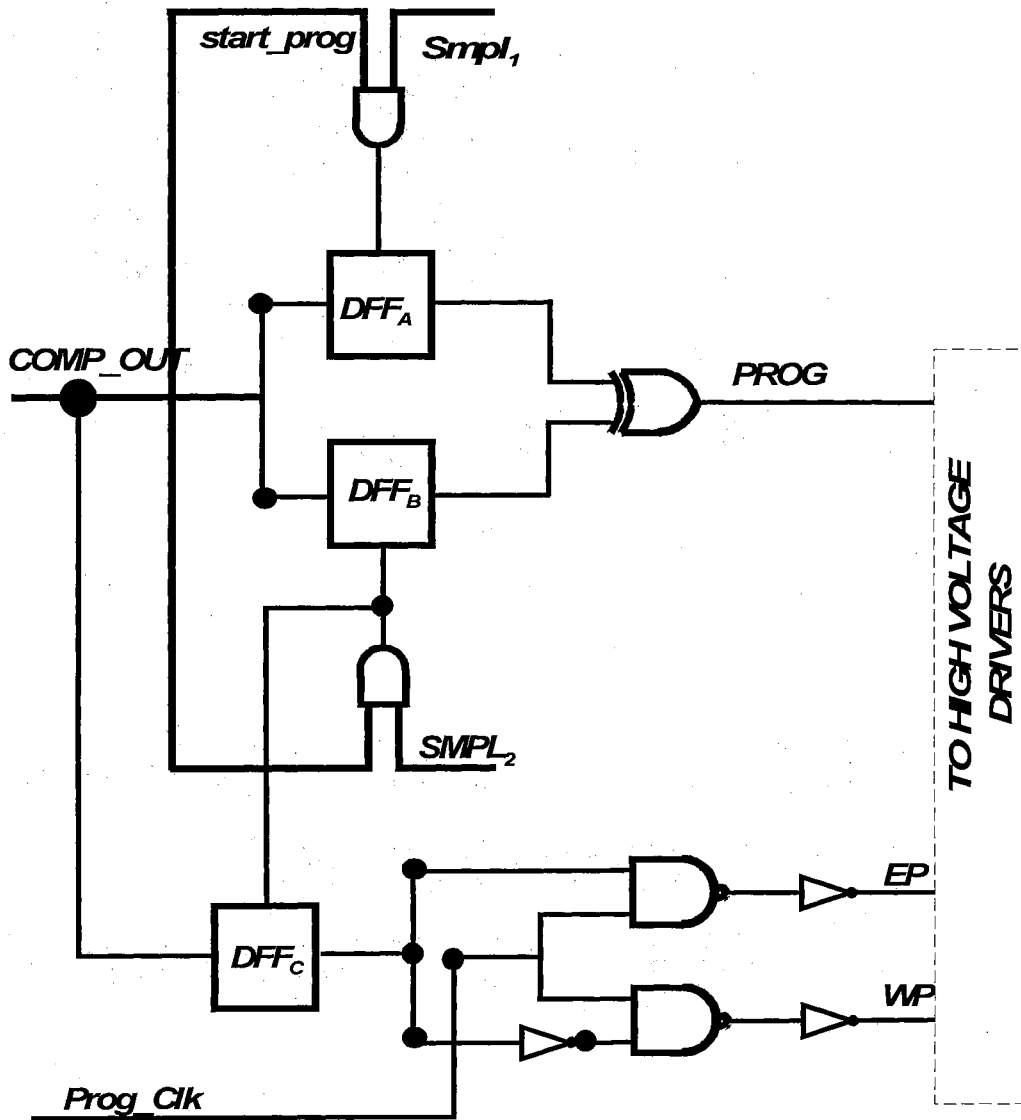 start_prog
Smpl1
DFFA
COMP_OUT
PROG
DFFB
TO HIGH VOLTAGE
DRIVERS
SMPL2
EP
DFFC
WP
Prog_Clk